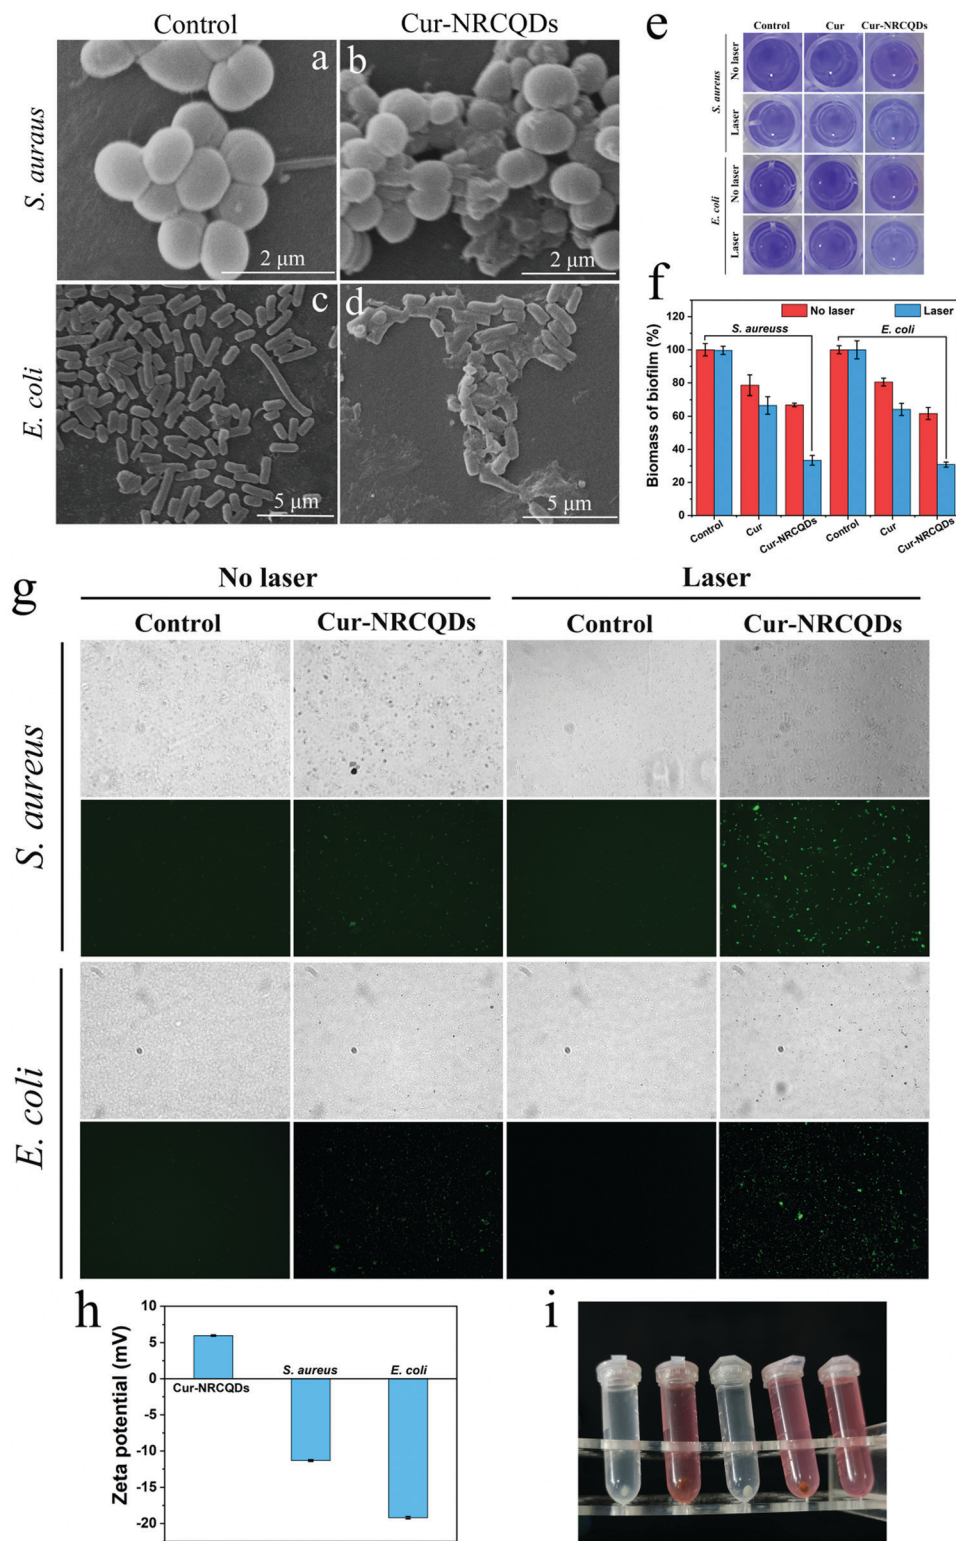 Control Cur-NRCQDs
S. auraus
a
b
2 μm
2 μm
E. coli
c
d
5 μm
5 μm
e
Control Cur Cur-NRCQDs
S. aureus
No laser
Laser
E. coli
No laser
Laser
f
No laser Laser
S. aureuss E. coli
Biomass of biofilm (%)
120
100
80
60
40
20
0
Control Cur Cur-NRCQDs Control Cur Cur-NRCQDs
g
No laser Laser
Control Cur-NRCQDs Control Cur-NRCQDs
S. aureus
E. coli
h
Zeta potential (mV)
10
5
0
-5
-10
-15
-20
Cur-NRCQDs
S. aureus
E. coli
i